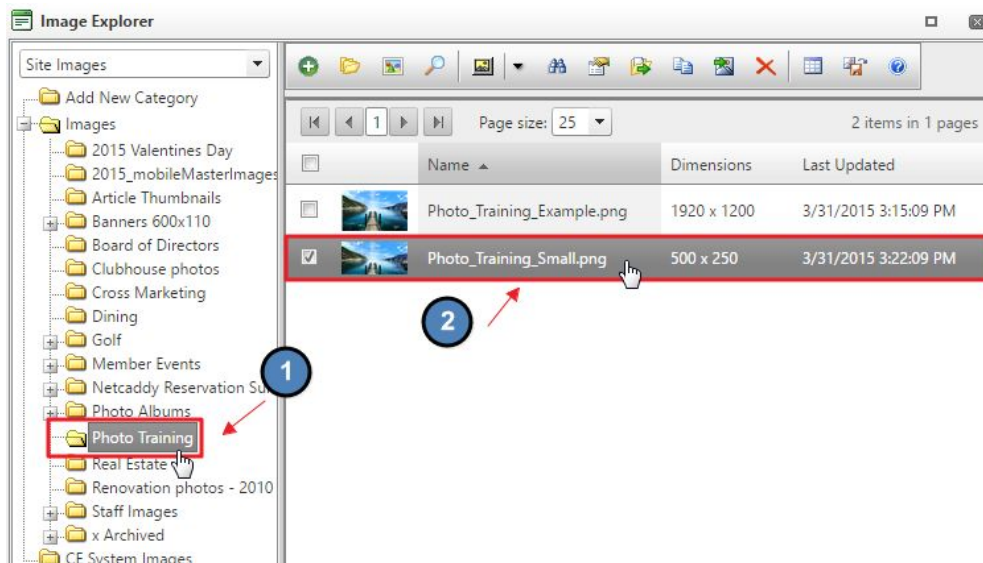 Image Explorer
Site Images
Add New Category
Images
2015 Valentines Day
2015_mobileMasterImages
Article Thumbnails
Banners 600x110
Board of Directors
Clubhouse photos
Cross Marketing
Dining
Golf
Member Events
Netcaddy Reservation
Photo Albums
Photo Training
Real Estate
Renovation photos - 2010
Staff Images
x Archived
CE System Images
1
1
Page size: 25
2 items in 1 pages
Name Dimensions Last Updated
Photo_Training_Example.png 1920 x 1200 3/31/2015 3:15:09 PM
Photo_Training_Small.png 500 x 250 3/31/2015 3:22:09 PM
2